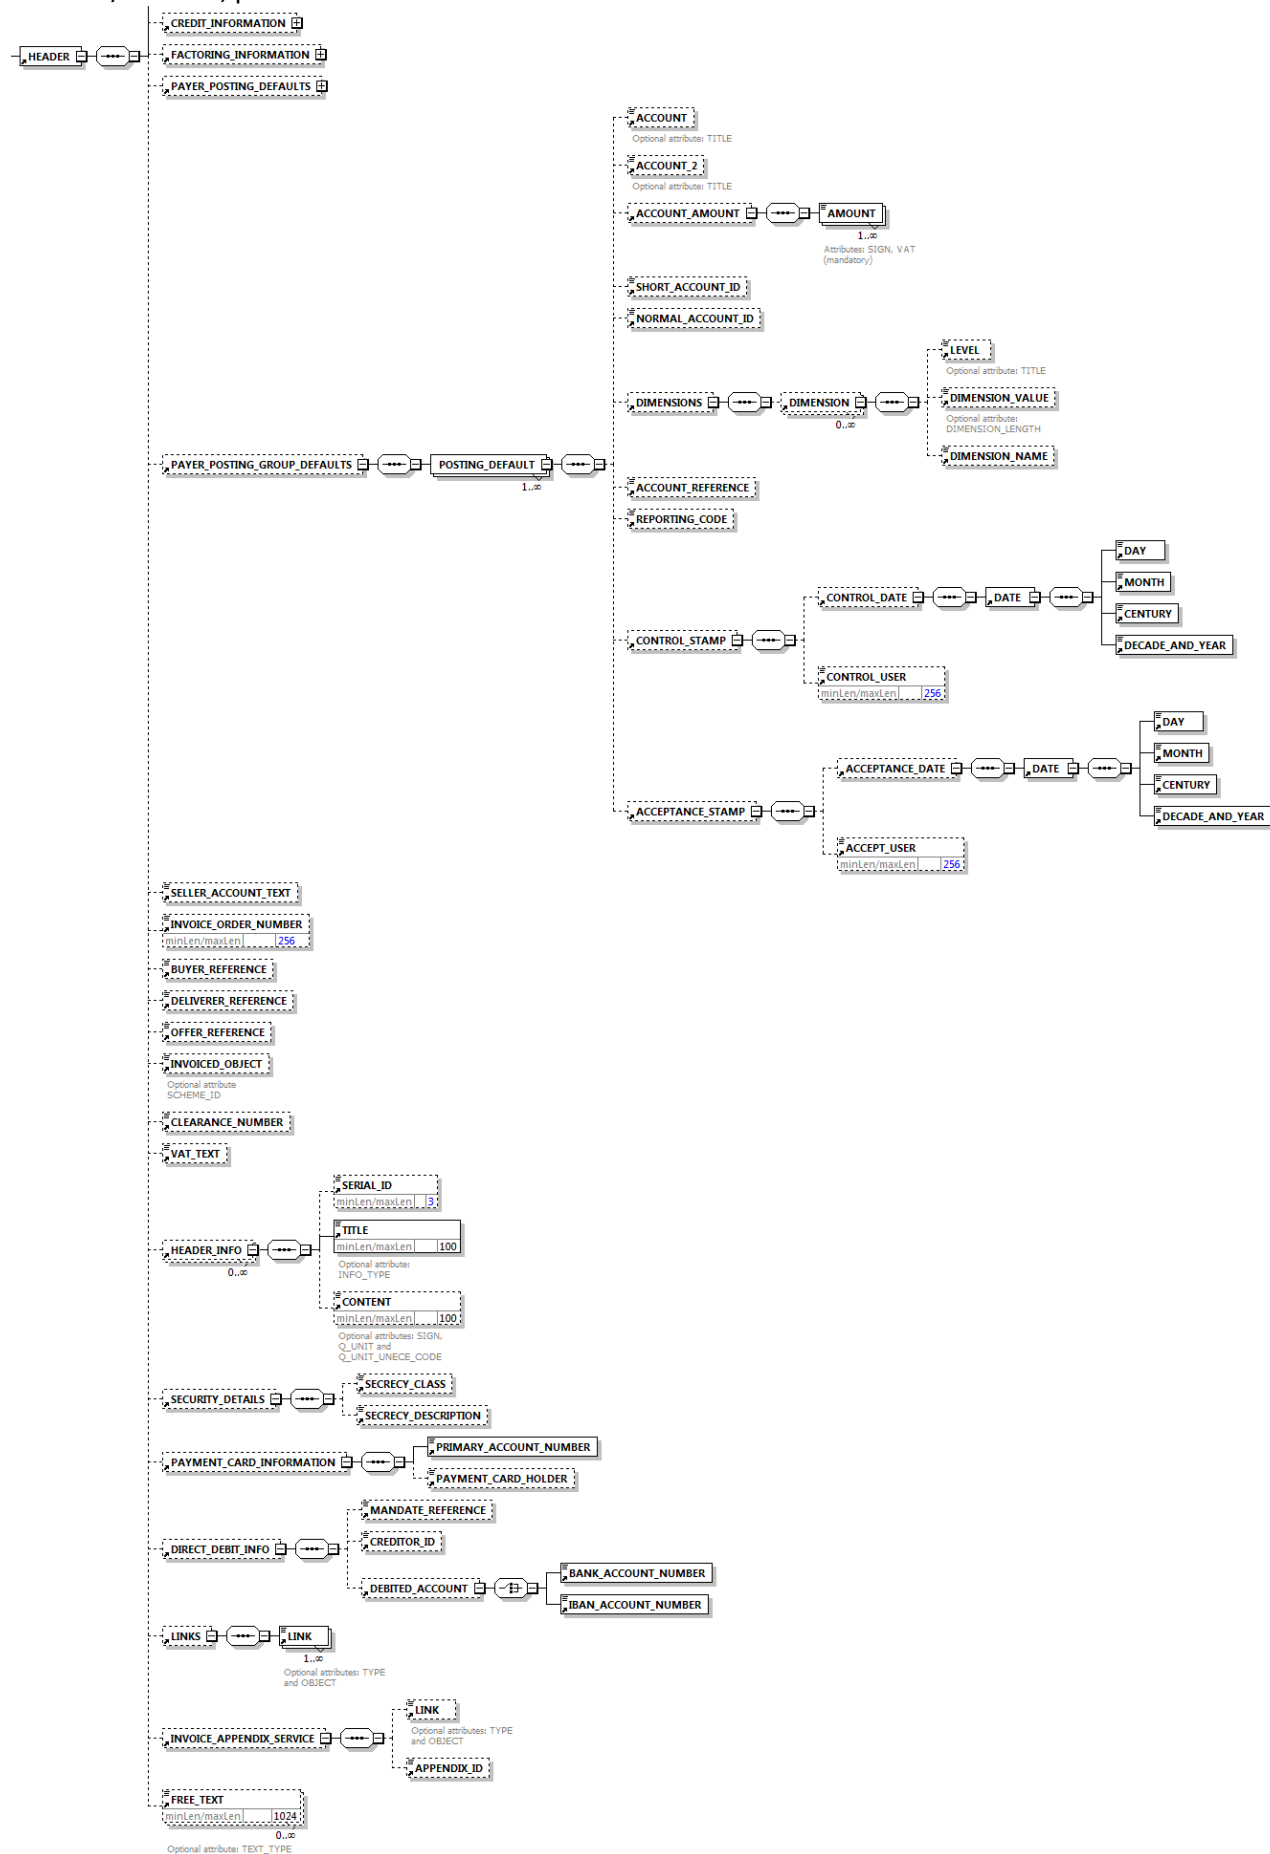 CREDIT_INFORMATION
HEADER
FACTORING_INFORMATION
PAYER_POSTING_DEFAULTS
ACCOUNT
Optional attribute: TITLE
ACCOUNT_2
Optional attribute: TITLE
ACCOUNT_AMOUNT
AMOUNT
1..∞
Attributes: SIGN, VAT
(mandatory)
SHORT_ACCOUNT_ID
NORMAL_ACCOUNT_ID
LEVEL
Optional attribute: TITLE
DIMENSIONS
DIMENSION
0..∞
DIMENSION_VALUE
Optional attribute:
DIMENSION_LENGTH
DIMENSION_NAME
PAYER_POSTING_GROUP_DEFAULTS
POSTING_DEFAULT
1..∞
ACCOUNT_REFERENCE
REPORTING_CODE
CONTROL_STAMP
CONTROL_DATE
DATE
DAY
MONTH
CENTURY
DECADE_AND_YEAR
CONTROL_USER
minLen/maxLen 256
ACCEPTANCE_STAMP
ACCEPTANCE_DATE
DATE
DAY
MONTH
CENTURY
DECADE_AND_YEAR
ACCEPT_USER
minLen/maxLen 256
SELLER_ACCOUNT_TEXT
INVOICE_ORDER_NUMBER
minLen/maxLen 256
BUYER_REFERENCE
DELIVERER_REFERENCE
OFFER_REFERENCE
INVOICED_OBJECT
Optional attribute
SCHEME_ID
CLEARANCE_NUMBER
VAT_TEXT
HEADER_INFO
0..∞
SERIAL_ID
minLen/maxLen 3
TITLE
minLen/maxLen 100
Optional attribute:
INFO_TYPE
CONTENT
minLen/maxLen 100
Optional attributes: SIGN,
Q_UNIT and
Q_UNIT_UNECE_CODE
SECURITY_DETAILS
SECRECY_CLASS
SECRECY_DESCRIPTION
PAYMENT_CARD_INFORMATION
PRIMARY_ACCOUNT_NUMBER
PAYMENT_CARD_HOLDER
DIRECT_DEBIT_INFO
MANDATE_REFERENCE
CREDITOR_ID
DEBITED_ACCOUNT
BANK_ACCOUNT_NUMBER
IBAN_ACCOUNT_NUMBER
LINKS
LINK
1..∞
Optional attributes: TYPE
and OBJECT
INVOICE_APPENDIX_SERVICE
LINK
Optional attributes: TYPE
and OBJECT
APPENDIX_ID
FREE_TEXT
minLen/maxLen 1024
0..∞
Optional attribute: TEXT_TYPE